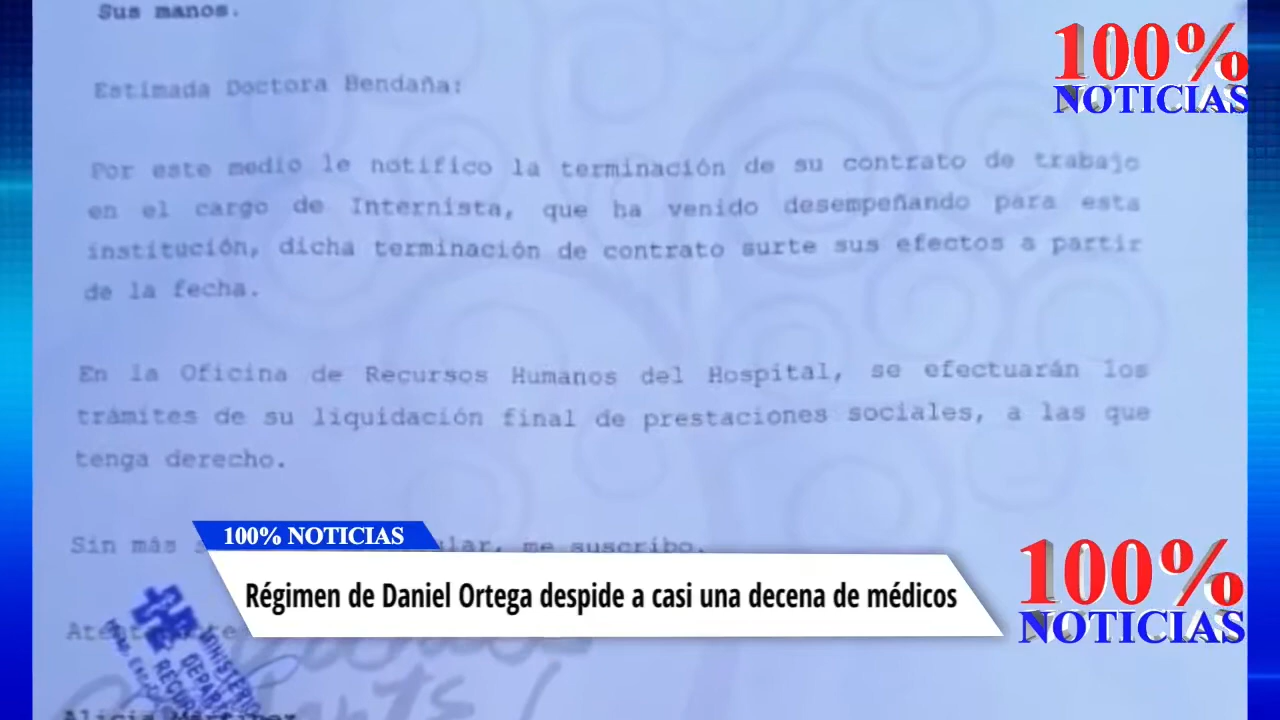 Sus manos.
100%
NOTICIAS
Estimada Doctora Bendaña:
Por este medio le notifico la terminación de su contrato de trabajo
en el cargo de Internista, que ha venido desempeñando para esta
institución, dicha terminación de contrato surte sus efectos a partir
de la fecha.
En la Oficina de Recursos Humanos del Hospital, se efectuarán los
trámites de su liquidación final de prestaciones sociales, a las que
tenga derecho.
Sin más me suscribo.
100% NOTICIAS
Régimen de Daniel Ortega despide a casi una decena de médicos
100%
NOTICIAS
MINISTERIO
Alicia Martínez